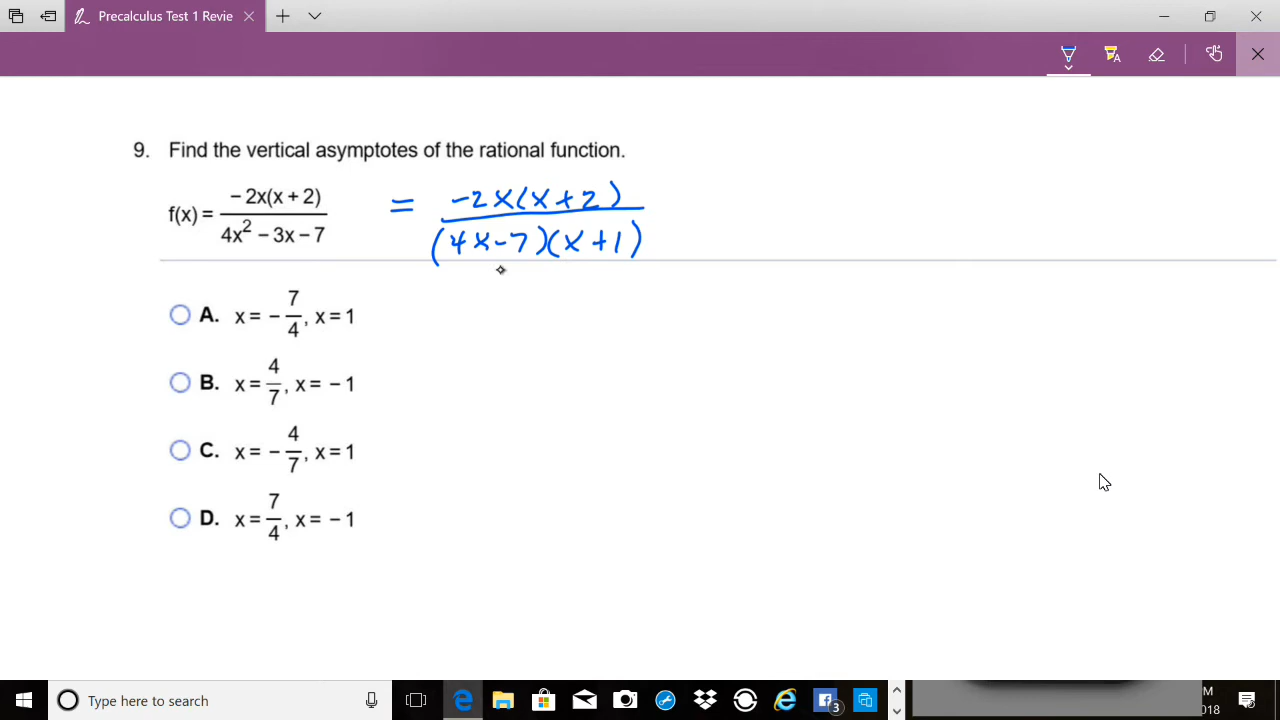 Precalculus Test 1 Revie
9. Find the vertical asymptotes of the rational function.
f(x) = −2x(x + 2) / 4x² − 3x − 7 = −2x(x+2) / (4x−7)(x+1)
A. x = − 7/4, x = 1
B. x = 4/7, x = − 1
C. x = − 4/7, x = 1
D. x = 7/4, x = − 1
Type here to search
3
M
018